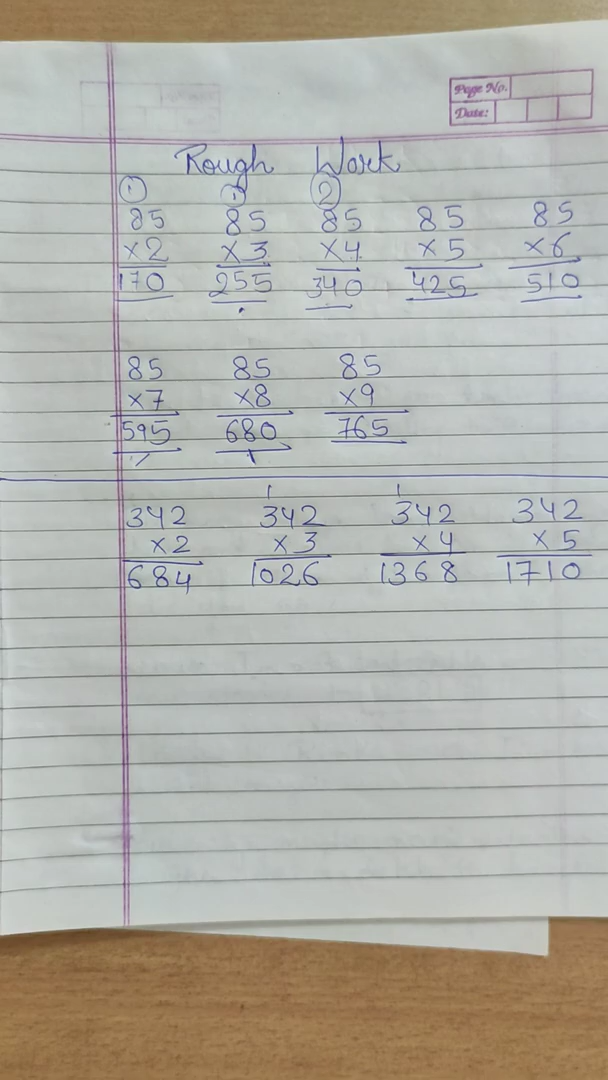 Page No.
Date:
Rough Work
1 1 2
85 85 85 85 85
×2 ×3 ×4 ×5 ×6
170 255 340 425 510
85 85 85
×7 ×8 ×9
595 680 765
1 1
342 342 342 342
×2 ×3 ×4 ×5
684 1026 1368 1710